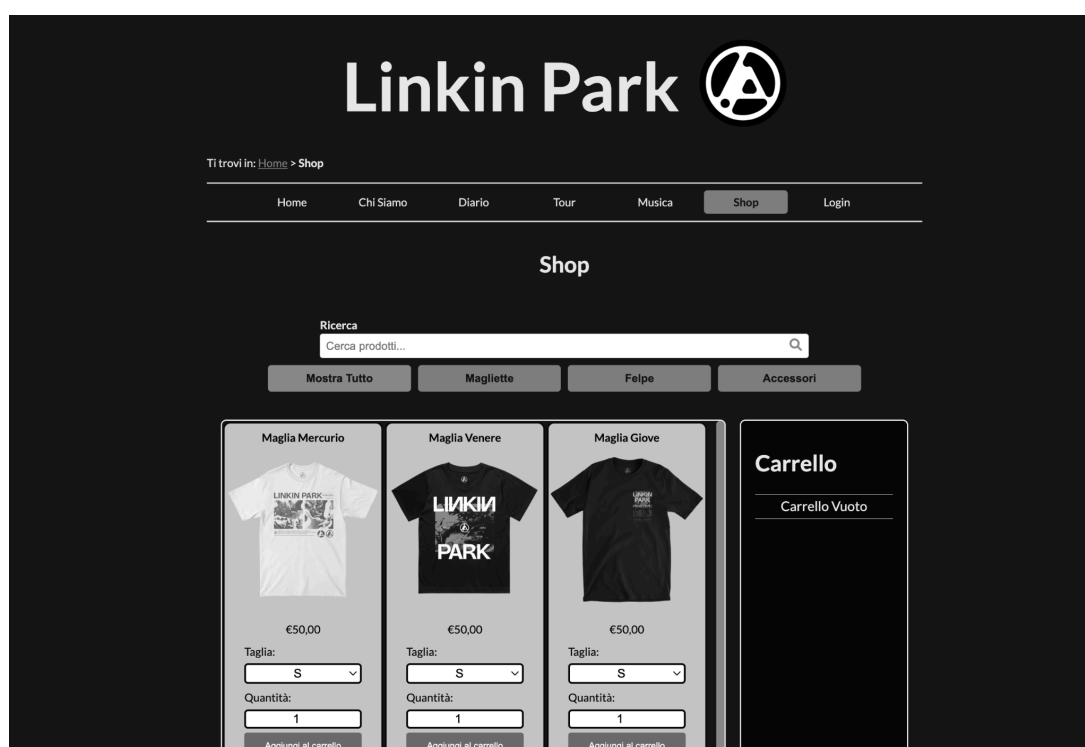 Linkin Park
Ti trovi in: Home > Shop
Home Chi Siamo Diario Tour Musica Shop Login
Shop
Ricerca
Cerca prodotti...
Mostra Tutto Magliette Felpe Accessori
Maglia Mercurio Maglia Venere Maglia Giove
Carrello
Carrello Vuoto
LINKIN PARK
LINKIN
PARK
LINKIN
PARK
€50,00 €50,00 €50,00
Taglia: Taglia: Taglia:
S S S
Quantità: Quantità: Quantità:
1 1 1
Aggiungi al carrello Aggiungi al carrello Aggiungi al carrello